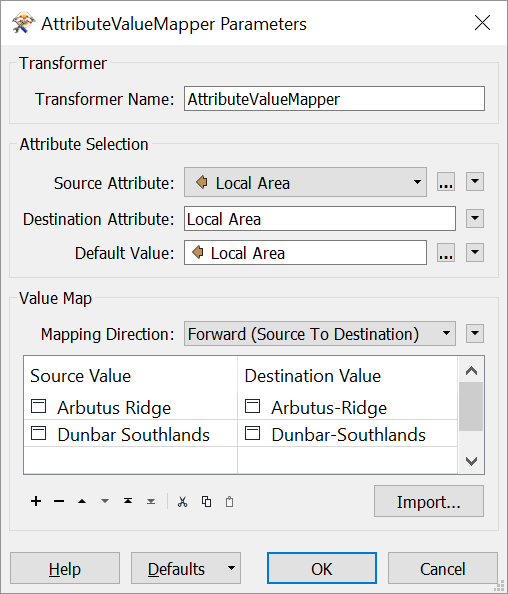 AttributeValueMapper Parameters
Transformer
Transformer Name: AttributeValueMapper
Attribute Selection
Source Attribute: Local Area ...
Destination Attribute: Local Area
Default Value: Local Area ...
Value Map
Mapping Direction: Forward (Source To Destination)
Source Value Destination Value
Arbutus Ridge Arbutus-Ridge
Dunbar Southlands Dunbar-Southlands
Import...
Help Defaults OK Cancel